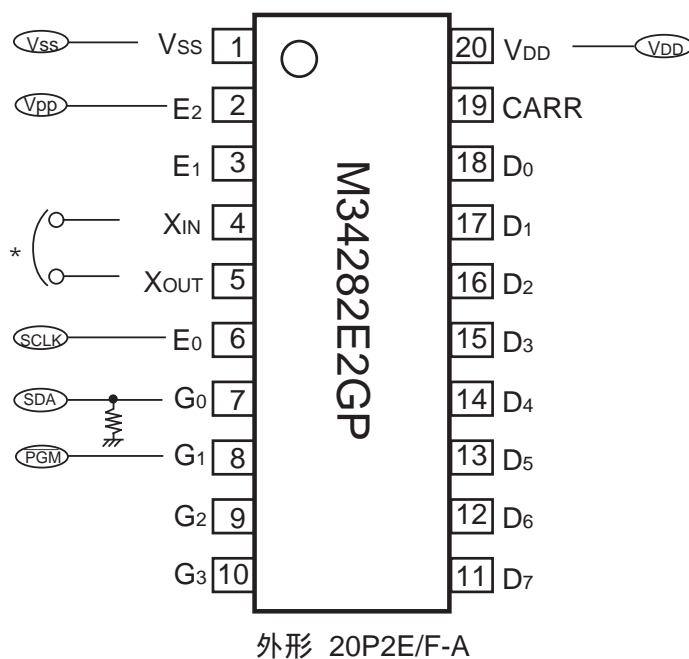 Vss VSS 1 20 VDD VDD
Vpp E2 2 19 CARR
E1 3 18 D0
XIN 4 17 D1
*
XOUT 5 16 D2
SCLK E0 6 15 D3
SDA G0 7 14 D4
PGM G1 8 13 D5
G2 9 12 D6
G3 10 11 D7
M34282E2GP
外形 20P2E/F-A